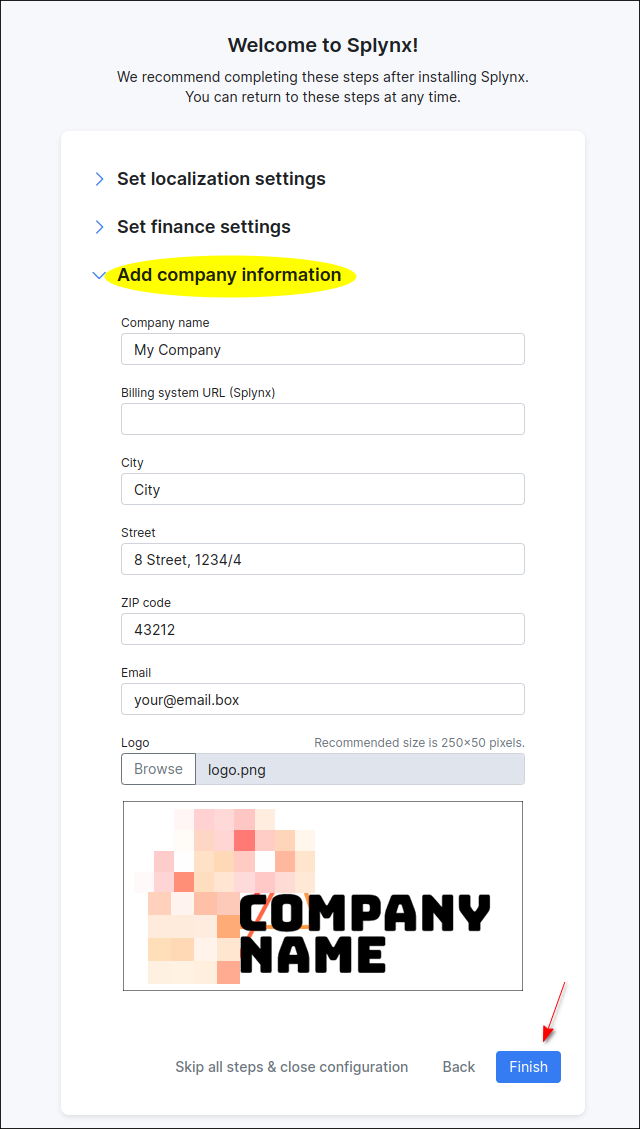 Welcome to Splynx!
We recommend completing these steps after installing Splynx.
You can return to these steps at any time.
Set localization settings
Set finance settings
Add company information
Company name
My Company
Billing system URL (Splynx)
City
City
Street
8 Street, 1234/4
ZIP code
43212
Email
your@email.box
Logo Recommended size is 250×50 pixels.
Browse logo.png
COMPANY
NAME
Skip all steps & close configuration Back Finish